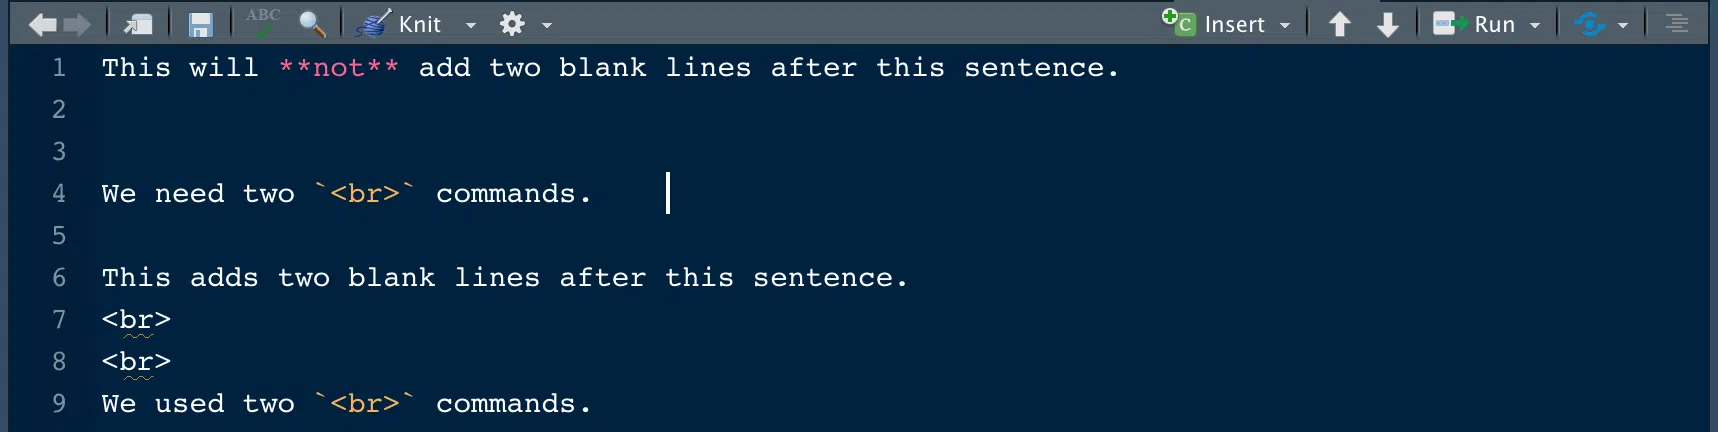 ABC Knit Insert Run
1 This will **not** add two blank lines after this sentence.
2
3
4 We need two `<br>` commands.
5
6 This adds two blank lines after this sentence.
7 <br>
8 <br>
9 We used two `<br>` commands.